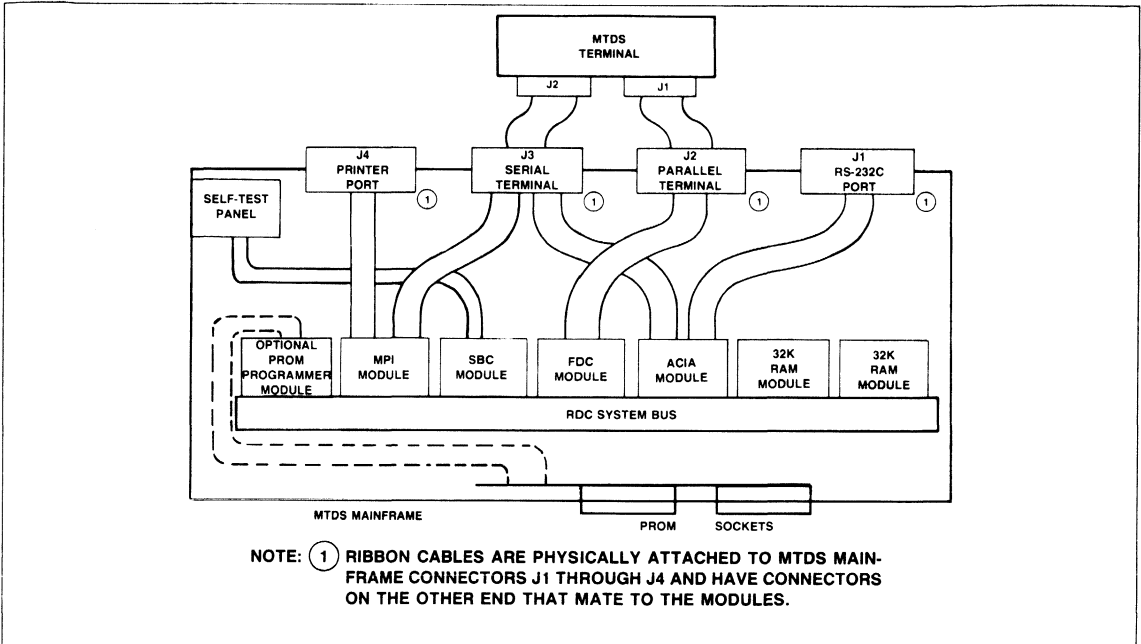 MTDS
TERMINAL
J2
J1
J4
PRINTER
PORT
J3
SERIAL
TERMINAL
J2
PARALLEL
TERMINAL
J1
RS-232C
PORT
1
1
1
1
SELF-TEST
PANEL
OPTIONAL
PROM
PROGRAMMER
MODULE
MPI
MODULE
SBC
MODULE
FDC
MODULE
ACIA
MODULE
32K
RAM
MODULE
32K
RAM
MODULE
RDC SYSTEM BUS
MTDS MAINFRAME
PROM SOCKETS
NOTE: 1 RIBBON CABLES ARE PHYSICALLY ATTACHED TO MTDS MAIN-
FRAME CONNECTORS J1 THROUGH J4 AND HAVE CONNECTORS
ON THE OTHER END THAT MATE TO THE MODULES.